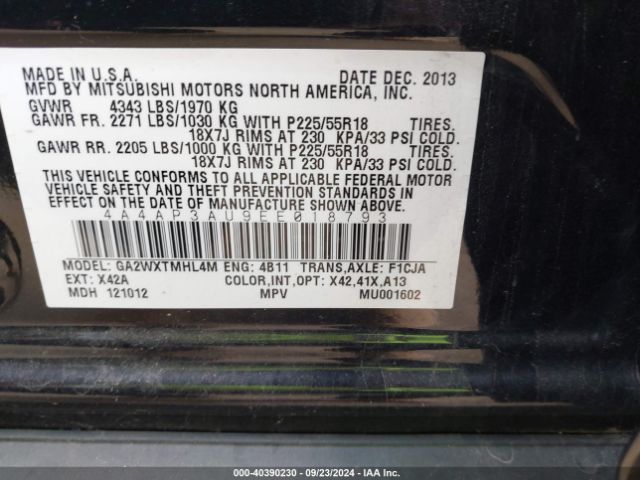 MADE IN U.S.A. DATE DEC. 2013
MFD BY MITSUBISHI MOTORS NORTH AMERICA, INC.
GVWR 4343 LBS/1970 KG
GAWR FR. 2271 LBS/1030 KG WITH P225/55R18 TIRES.
18X7J RIMS AT 230 KPA/33 PSI COLD.
GAWR RR. 2205 LBS/1000 KG WITH P225/55R18 TIRES.
18X7J RIMS AT 230 KPA/33 PSI COLD.
THIS VEHICLE CONFORMS TO ALL APPLICABLE FEDERAL MOTOR
VEHICLE SAFETY AND THEFT PREVENTION STANDARDS IN
EFFECT ON THE DATE OF MANUFACTURE SHOWN ABOVE.
4A4AP3AU9EE018793
MODEL: GA2WXTMHL4M ENG: 4B11 TRANS,AXLE: F1CJA
EXT: X42A COLOR,INT,OPT: X42,41X,A13
MDH 121012 MPV MU001602
000-40390230 - 09/23/2024 - IAA Inc.